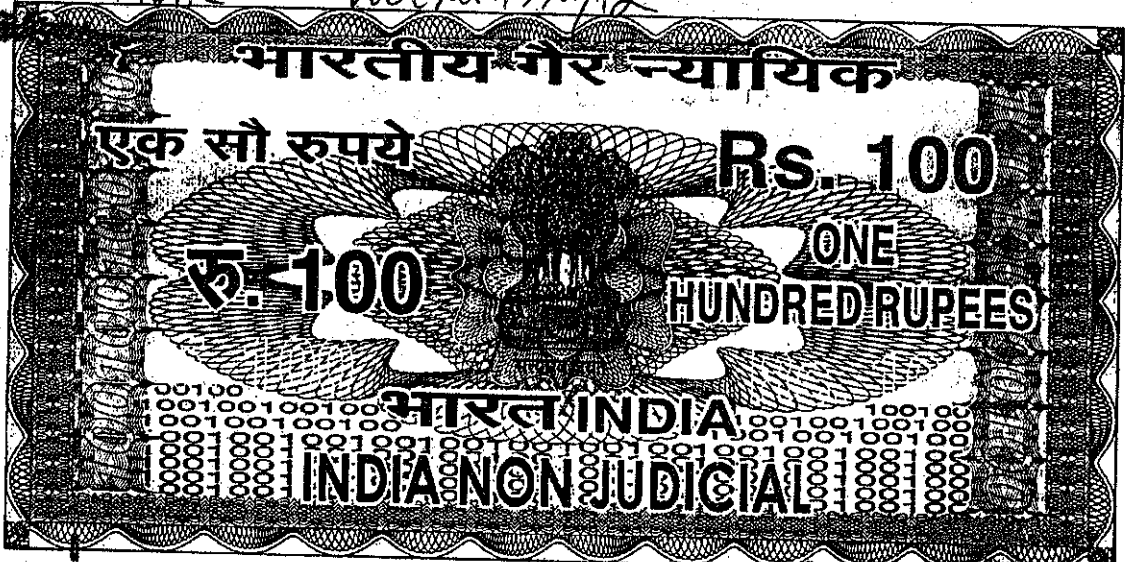 भारतीय गैर न्यायिक
एक सौ रुपये
Rs. 100
रु. 100
ONE
HUNDRED RUPEES
भारत INDIA
INDIA NON JUDICIAL